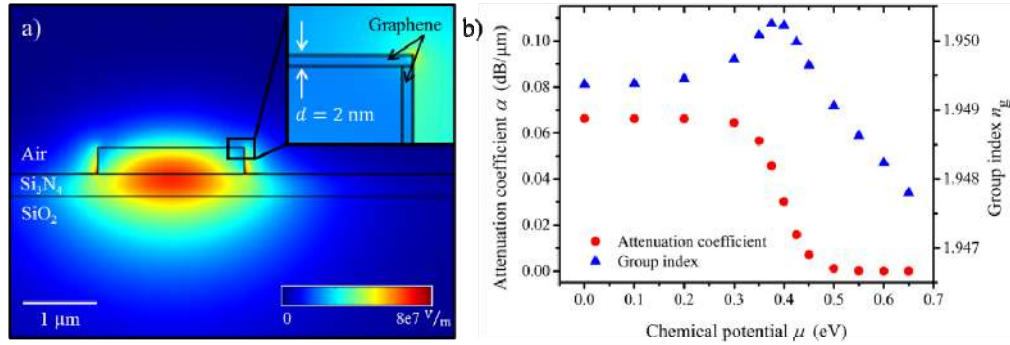 a)
Graphene
d = 2 nm
Air
Si₃N₄
SiO₂
1 μm
0
8e7 V/m
b)
Attenuation coefficient α (dB/μm)
0.10
0.08
0.06
0.04
0.02
0.00
Attenuation coefficient
Group index
0.0 0.1 0.2 0.3 0.4 0.5 0.6 0.7
Chemical potential μ (eV)
1.950
1.949
1.948
1.947
Group index n_g